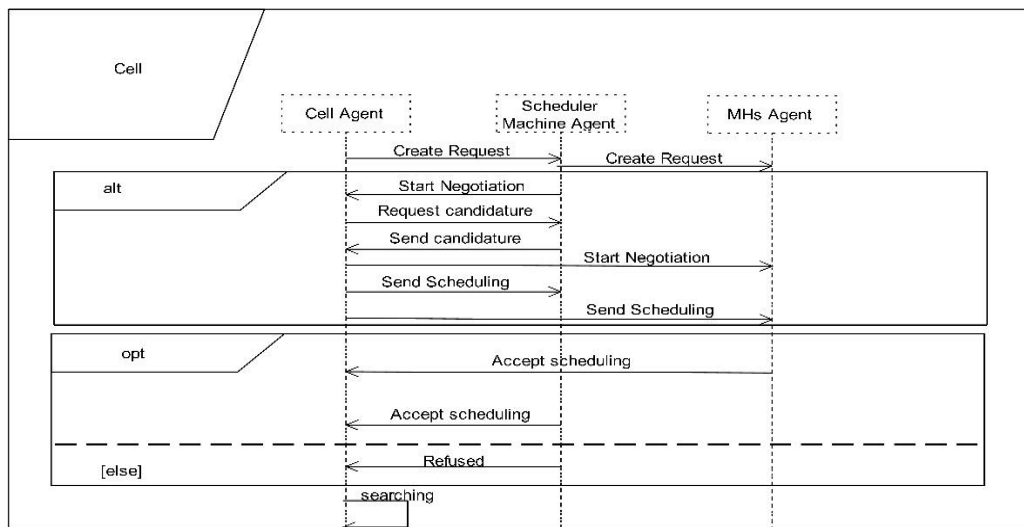 Cell
Cell Agent
Scheduler
Machine Agent
MHs Agent
Create Request
Create Request
alt
Start Negotiation
Request candidature
Send candidature
Start Negotiation
Send Scheduling
Send Scheduling
opt
Accept scheduling
Accept scheduling
[else]
Refused
searching